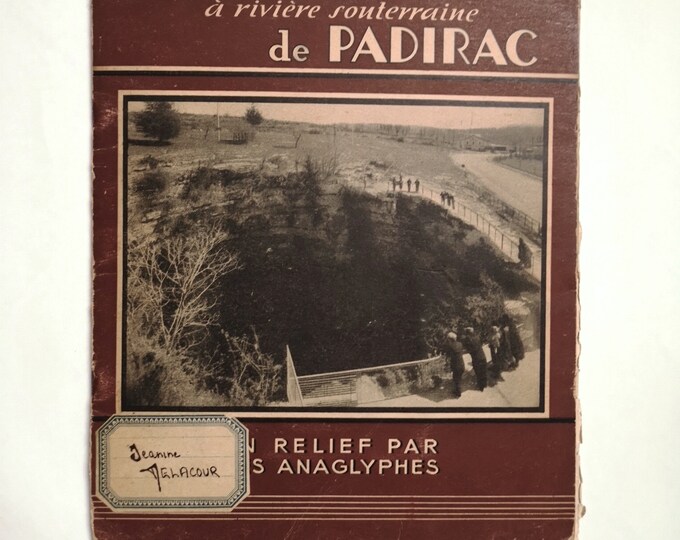 à rivière souterraine
de PADIRAC
N RELIEF PAR
S ANAGLYPHES
Jeanine
DELACOUR